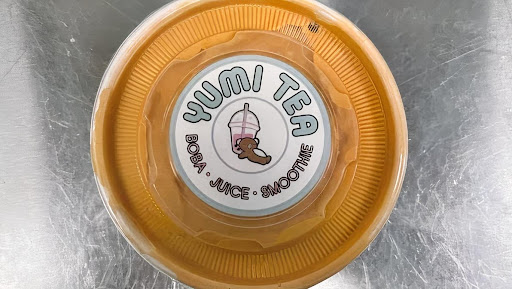 YUMI TEA
BOBA · JUICE · SMOOTHIE